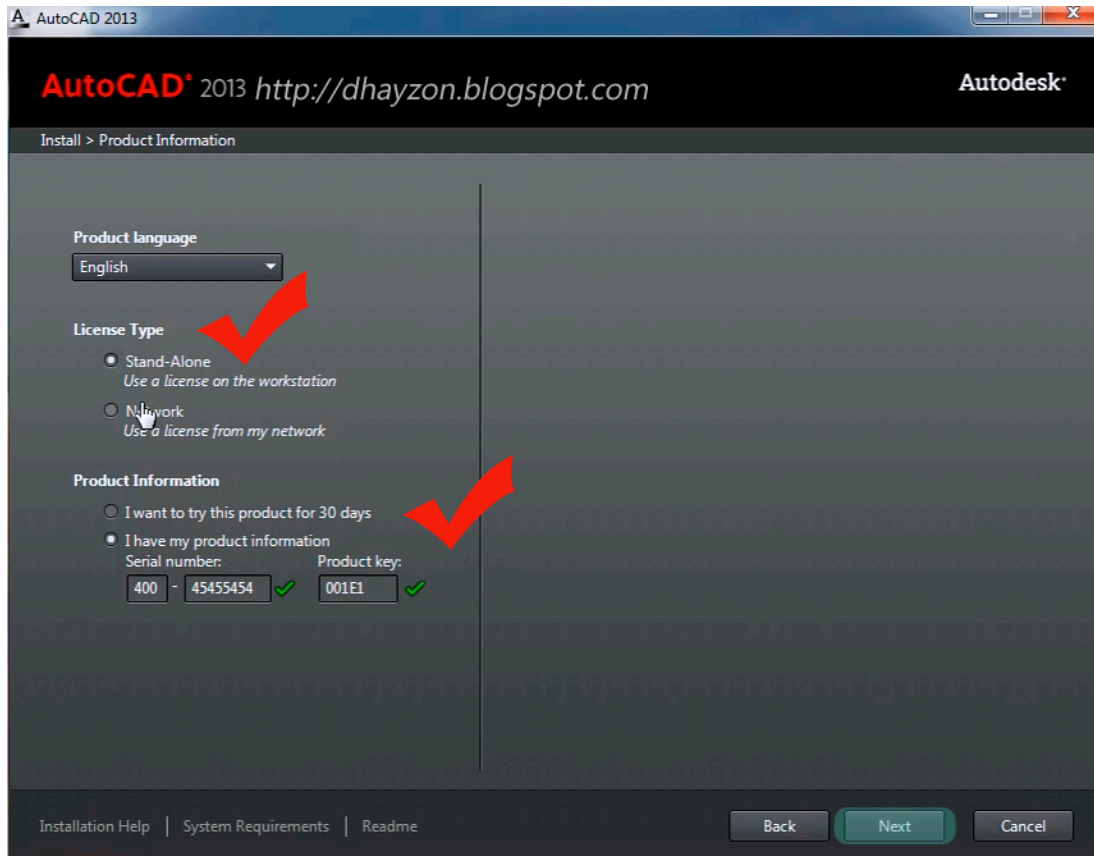 AutoCAD 2013
AutoCAD® 2013 http://dhayzon.blogspot.com
Autodesk®
Install > Product Information
Product language
English
License Type
Stand-Alone
Use a license on the workstation
Network
Use a license from my network
Product Information
I want to try this product for 30 days
I have my product information
Serial number: Product key:
400 - 45455454 001E1
Installation Help | System Requirements | Readme
Back Next Cancel